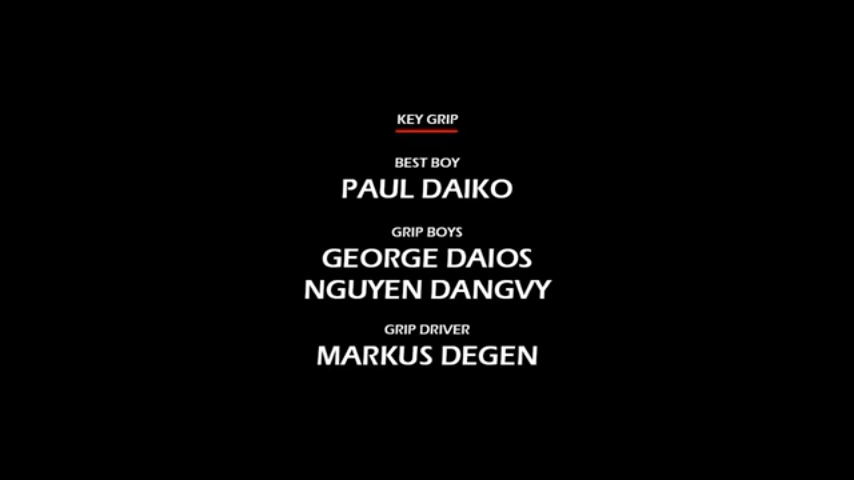 KEY GRIP
BEST BOY
PAUL DAIKO
GRIP BOYS
GEORGE DAIOS
NGUYEN DANGVY
GRIP DRIVER
MARKUS DEGEN